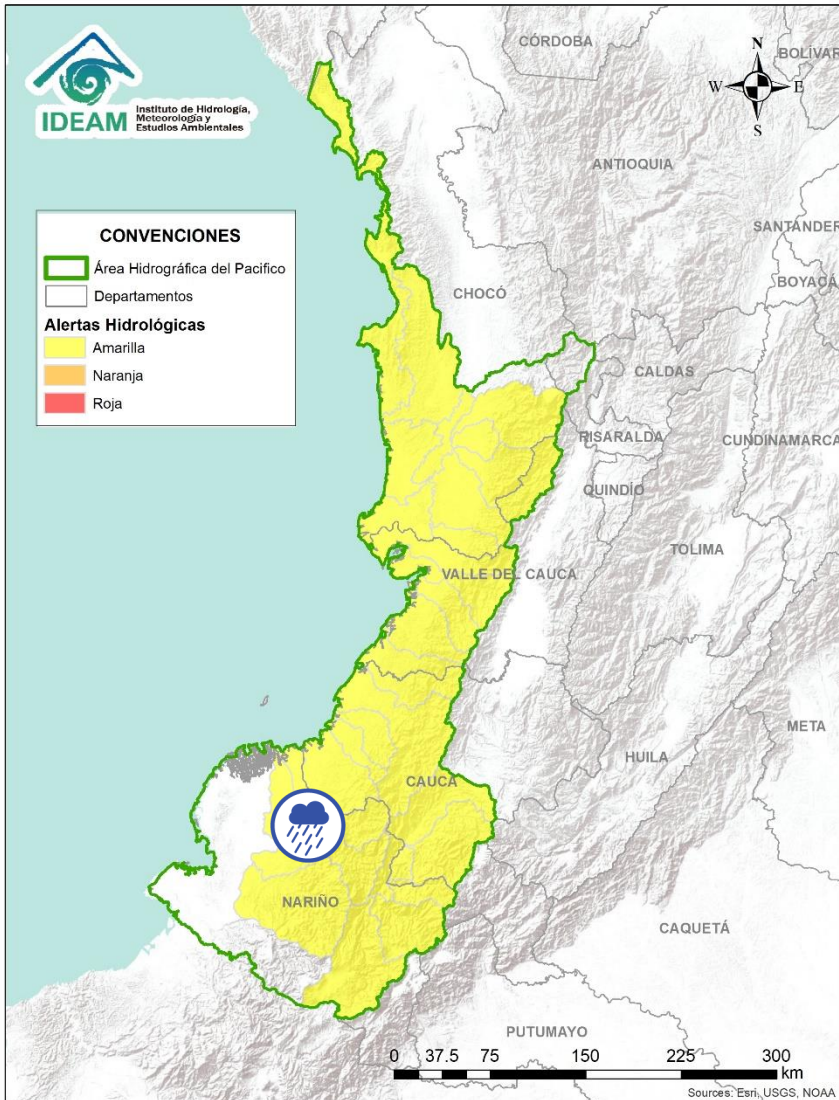 IDEAM
Instituto de Hidrología,
Meteorología y
Estudios Ambientales
N
W E
S
CONVENCIONES
Área Hidrográfica del Pacifico
Departamentos
Alertas Hidrológicas
Amarilla
Naranja
Roja
CÓRDOBA
BOLÍVAR
ANTIOQUIA
SANTANDER
BOYACÁ
CHOCÓ
CALDAS
RISARALDA
CUNDINAMARCA
QUINDÍO
TOLIMA
VALLE DEL CAUCA
META
HUILA
CAUCA
NARIÑO
CAQUETÁ
PUTUMAYO
0 37.5 75 150 225 300
km
Sources: Esri, USGS, NOAA